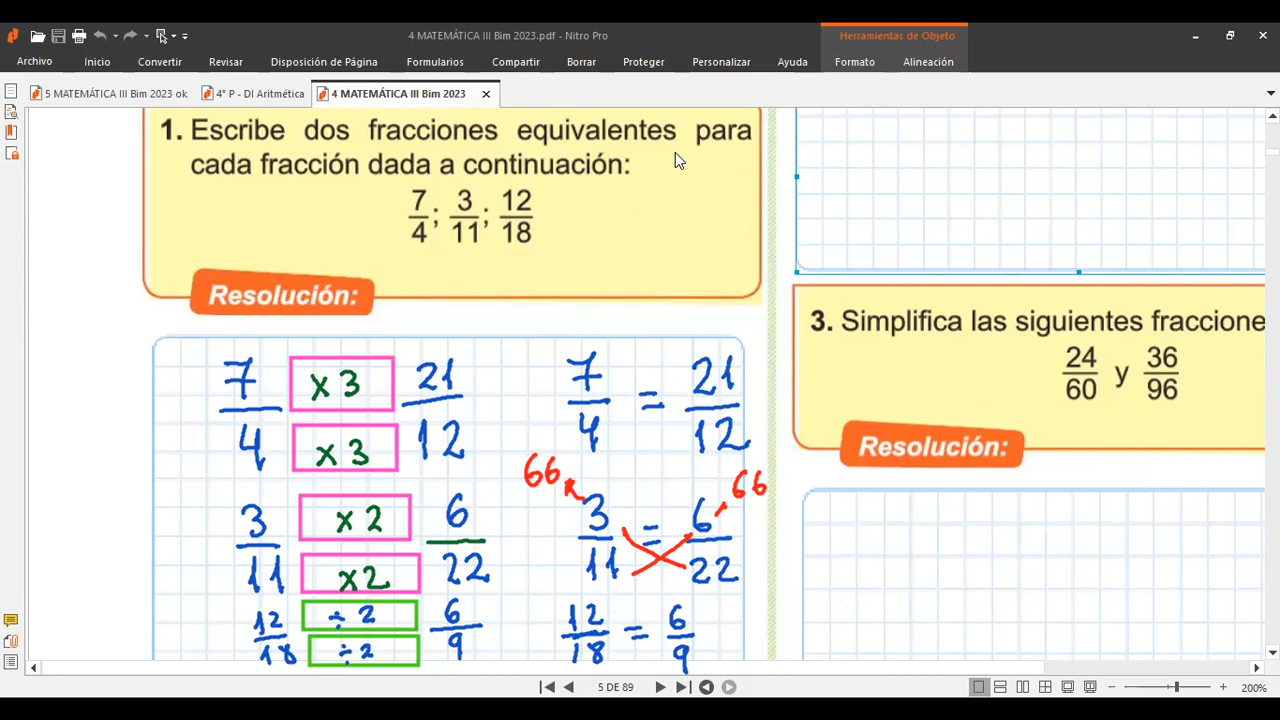 4 MATEMÁTICA III Bim 2023.pdf - Nitro Pro
Herramientas de Objeto
Archivo Inicio Convertir Revisar Disposición de Página Formularios Compartir Borrar Proteger Personalizar Ayuda Formato Alineación
5 MATEMÁTICA III Bim 2023 ok 4° P - DI Aritmética 4 MATEMÁTICA III Bim 2023
1. Escribe dos fracciones equivalentes para
cada fracción dada a continuación:
7/4; 3/11; 12/18
Resolución:
7/4 x3 x3 21/12
7/4 = 21/12
3/11 x2 x2 6/22
66 3/11 = 6/22 66
12/18 ÷2 ÷2 6/9
12/18 = 6/9
3. Simplifica las siguientes fraccione
24/60 y 36/96
Resolución:
5 DE 89
200%